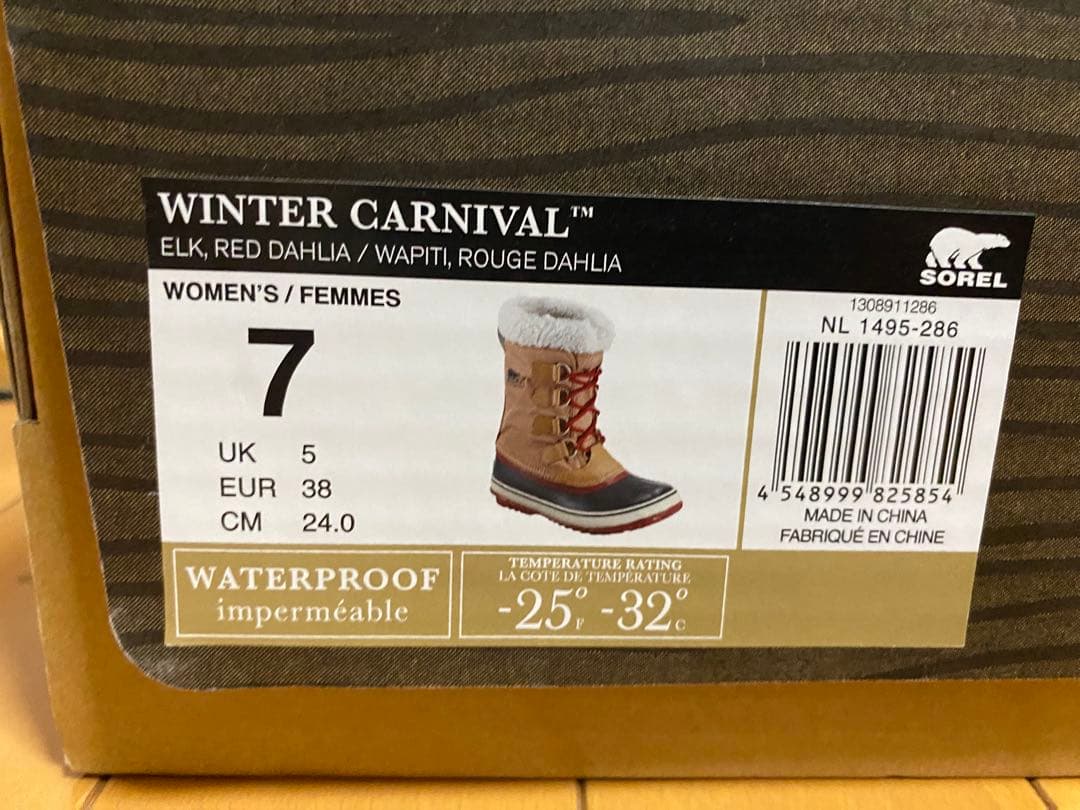 WINTER CARNIVAL™
ELK, RED DAHLIA / WAPITI, ROUGE DAHLIA
SOREL
WOMEN'S / FEMMES
7
UK 5
EUR 38
CM 24.0
1308911286
NL 1495-286
4 548999 825854
MADE IN CHINA
FABRIQUÉ EN CHINE
WATERPROOF
imperméable
TEMPERATURE RATING
LA COTE DE TEMPÉRATURE
-25°F -32°C